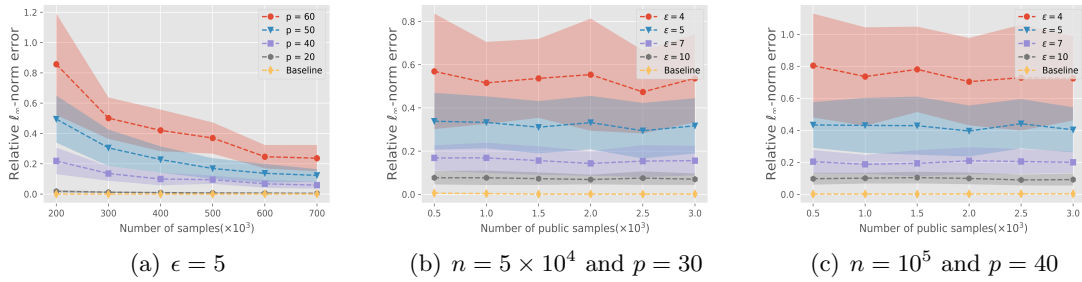 1.2
1.0
0.8
0.6
0.4
0.2
0.0
Relative ℓ∞-norm error
p = 60
p = 50
p = 40
p = 20
Baseline
200 300 400 500 600 700
Number of samples(×10³)
(a) ϵ = 5
0.8
0.6
0.4
0.2
0.0
Relative ℓ∞-norm error
ε = 4
ε = 5
ε = 7
ε = 10
Baseline
0.5 1.0 1.5 2.0 2.5 3.0
Number of public samples(×10³)
(b) n = 5 × 10⁴ and p = 30
1.0
0.8
0.6
0.4
0.2
0.0
Relative ℓ∞-norm error
ε = 4
ε = 5
ε = 7
ε = 10
Baseline
0.5 1.0 1.5 2.0 2.5 3.0
Number of public samples(×10³)
(c) n = 10⁵ and p = 40